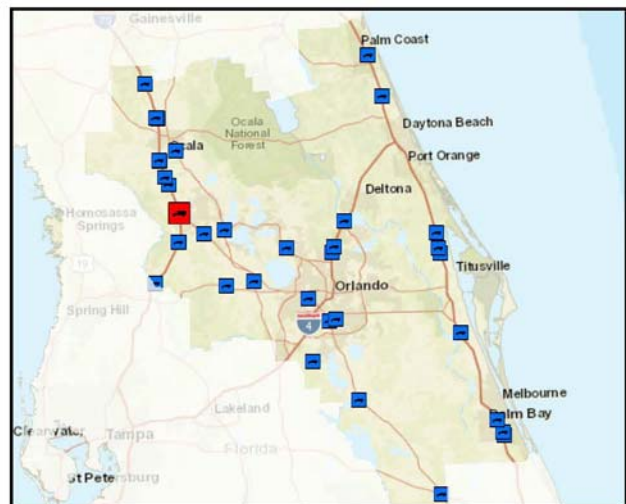 Gainesville
75
Palm Coast
Ocala
National
Forest
Daytona Beach
Ocala
Port Orange
Deltona
Homosassa
Springs
19
Titusville
Orlando
Spring Hill
4
Melbourne
Palm Bay
Lakeland
Clearwater
Tampa
Florida
St Petersburg